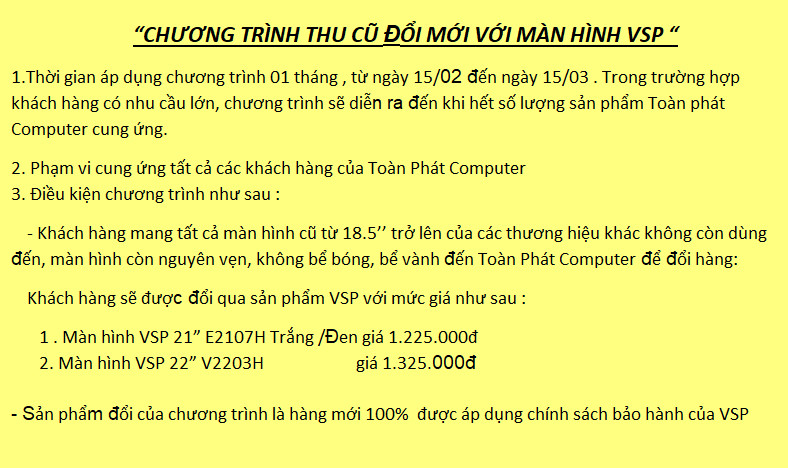 “CHƯƠNG TRÌNH THU CŨ ĐỔI MỚI VỚI MÀN HÌNH VSP “
1.Thời gian áp dụng chương trình 01 tháng , từ ngày 15/02 đến ngày 15/03 . Trong trường hợp
khách hàng có nhu cầu lớn, chương trình sẽ diễn ra đến khi hết số lượng sản phẩm Toàn phát
Computer cung ứng.
2. Phạm vi cung ứng tất cả các khách hàng của Toàn Phát Computer
3. Điều kiện chương trình như sau :
- Khách hàng mang tất cả màn hình cũ từ 18.5’’ trở lên của các thương hiệu khác không còn dùng
đến, màn hình còn nguyên vẹn, không bể bóng, bể vành đến Toàn Phát Computer để đổi hàng:
Khách hàng sẽ được đổi qua sản phẩm VSP với mức giá như sau :
1 . Màn hình VSP 21” E2107H Trắng /Đen giá 1.225.000đ
2. Màn hình VSP 22” V2203H giá 1.325.000đ
- Sản phẩm đổi của chương trình là hàng mới 100% được áp dụng chính sách bảo hành của VSP